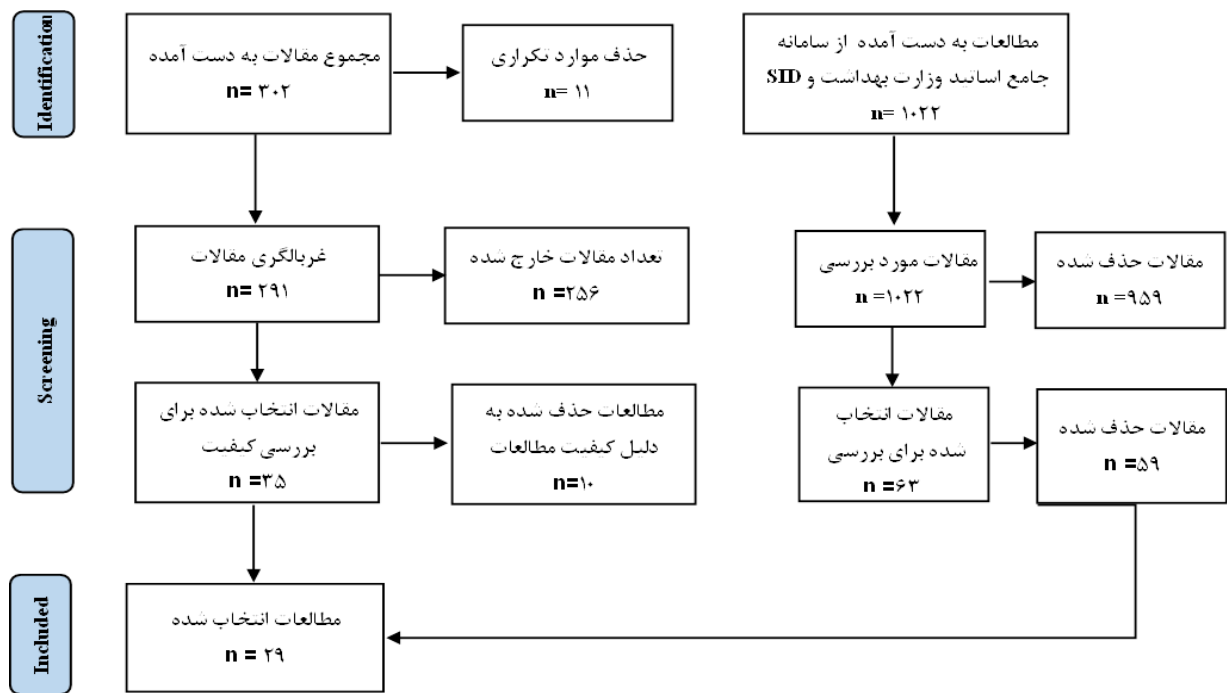 Identification
مجموع مقالات به دست آمده
n= ۳۰۲
حذف موارد تکراری
n= ۱۱
مطالعات به دست آمده از سامانه
جامع اساتید وزارت بهداشت و SID
n= ۱۰۲۲
Screening
غربالگری مقالات
n= ۲۹۱
تعداد مقالات خارج شده
n =۲۵۶
مقالات مورد بررسی
n =۱۰۲۲
مقالات حذف شده
n =۹۵۹
مقالات انتخاب شده برای
بررسی کیفیت
n =۳۵
مطالعات حذف شده به
دلیل کیفیت مطالعات
n=۱۰
مقالات انتخاب
شده برای بررسی
n =۶۳
مقالات حذف شده
n =۵۹
Included
مطالعات انتخاب شده
n = ۲۹